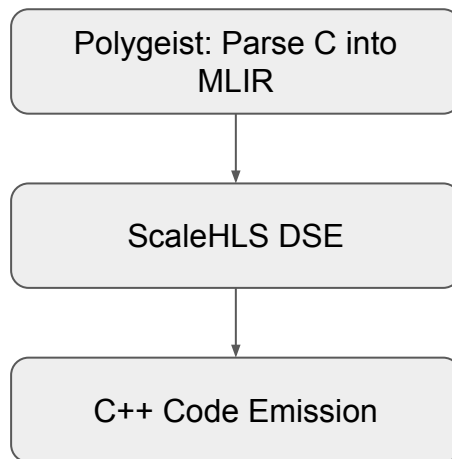 Polygeist: Parse C into
MLIR
ScaleHLS DSE
C++ Code Emission